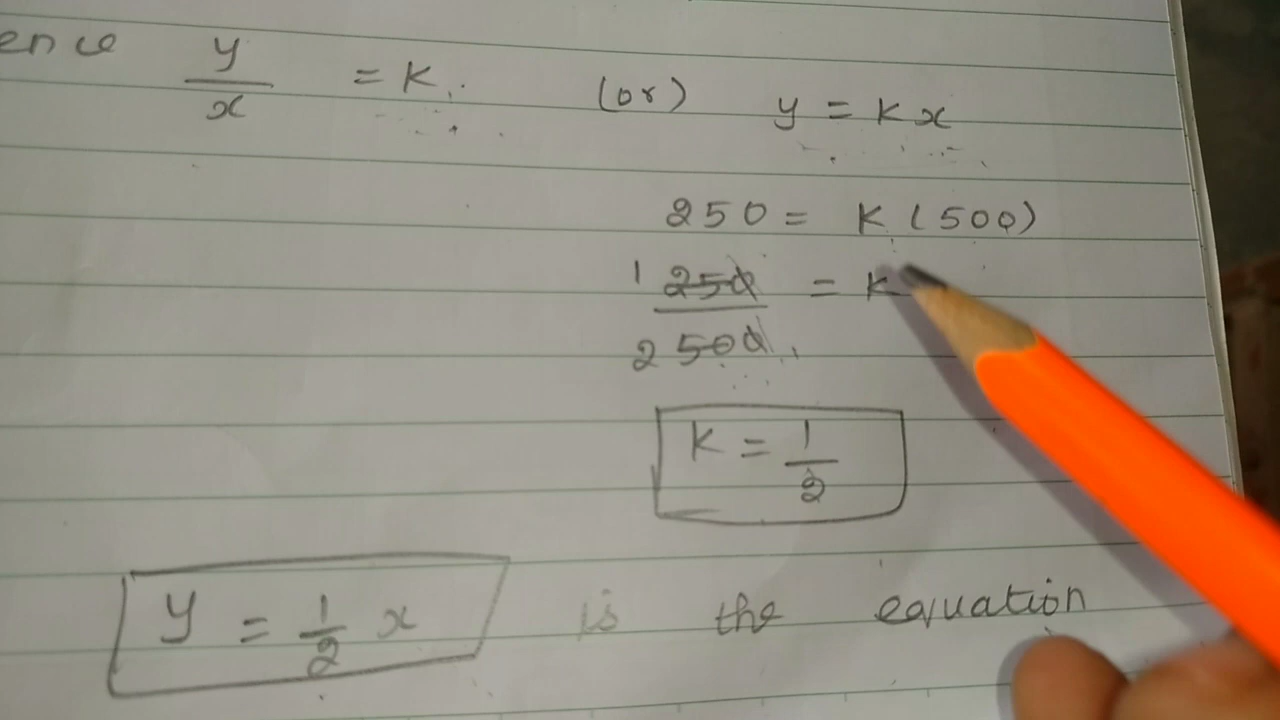 ence y/x = K. (or) y = Kx
250 = K(500)
1 250 / 2 500 = K
K = 1/2
y = 1/2 x is the equation